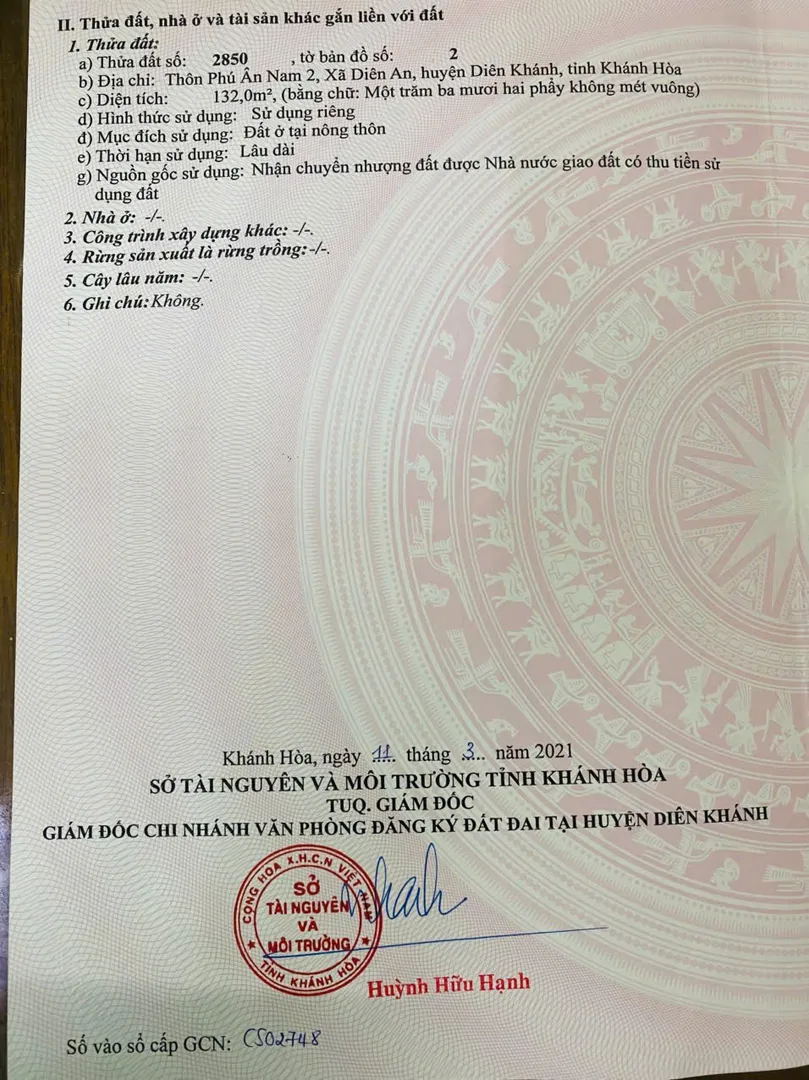 II. Thửa đất, nhà ở và tài sản khác gắn liền với đất
1. Thửa đất:
a) Thửa đất số: 2850 , tờ bản đồ số: 2
b) Địa chỉ: Thôn Phú Ân Nam 2, Xã Diên An, huyện Diên Khánh, tỉnh Khánh Hòa
c) Diện tích: 132,0m², (bằng chữ: Một trăm ba mươi hai phẩy không mét vuông)
d) Hình thức sử dụng: Sử dụng riêng
đ) Mục đích sử dụng: Đất ở tại nông thôn
e) Thời hạn sử dụng: Lâu dài
g) Nguồn gốc sử dụng: Nhận chuyển nhượng đất được Nhà nước giao đất có thu tiền sử
dụng đất
2. Nhà ở: -/-.
3. Công trình xây dựng khác: -/-.
4. Rừng sản xuất là rừng trồng: -/-.
5. Cây lâu năm: -/-.
6. Ghi chú: Không.
Khánh Hòa, ngày 11 tháng 3 năm 2021
SỞ TÀI NGUYÊN VÀ MÔI TRƯỜNG TỈNH KHÁNH HÒA
TUQ. GIÁM ĐỐC
GIÁM ĐỐC CHI NHÁNH VĂN PHÒNG ĐĂNG KÝ ĐẤT ĐAI TẠI HUYỆN DIÊN KHÁNH
CỘNG HÒA X.H.C.N VIỆT NAM
SỞ
TÀI NGUYÊN
VÀ
MÔI TRƯỜNG
TỈNH KHÁNH HÒA
Huỳnh Hữu Hạnh
Số vào sổ cấp GCN: CS02748